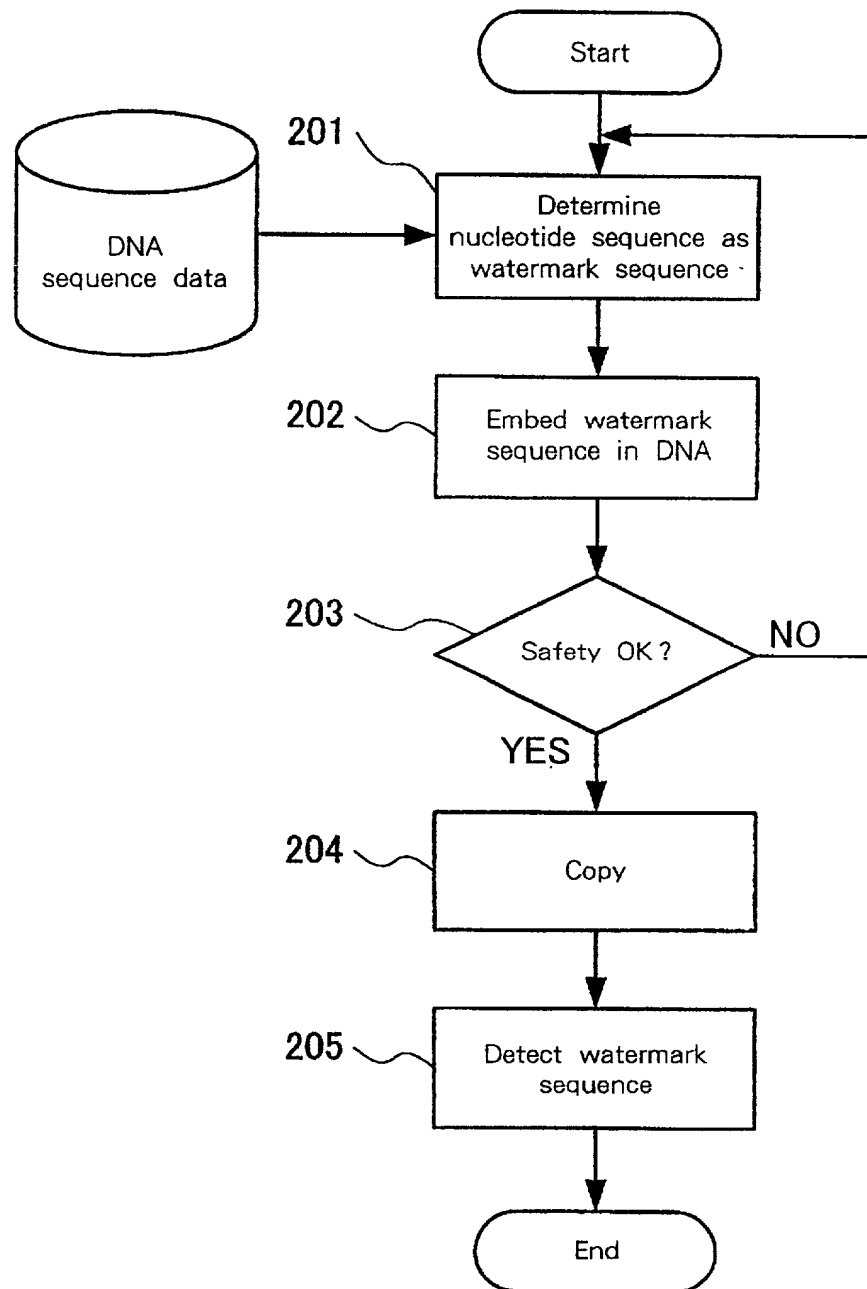 Start
201
Determine
nucleotide sequence as
watermark sequence
DNA
sequence data
202
Embed watermark
sequence in DNA
203
Safety OK?
NO
YES
204
Copy
205
Detect watermark
sequence
End